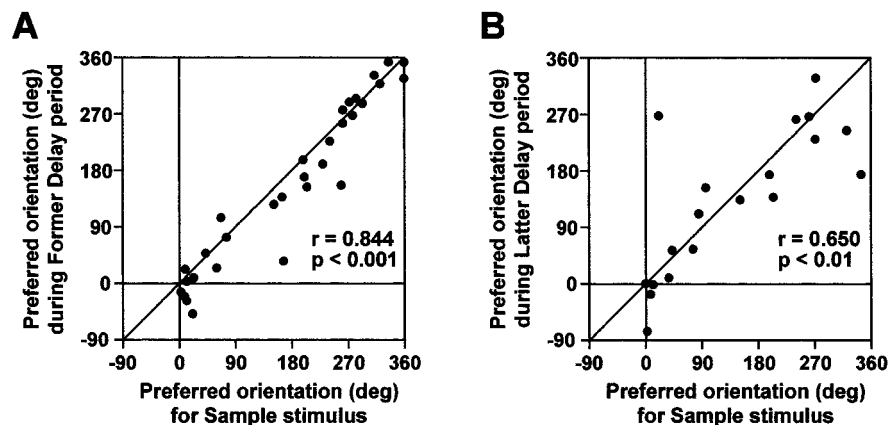 A
Preferred orientation (deg)
during Former Delay period
360
270
180
90
0
-90
r = 0.844
p < 0.001
-90 0 90 180 270 360
Preferred orientation (deg)
for Sample stimulus
B
Preferred orientation (deg)
during Latter Delay period
360
270
180
90
0
-90
r = 0.650
p < 0.01
-90 0 90 180 270 360
Preferred orientation (deg)
for Sample stimulus